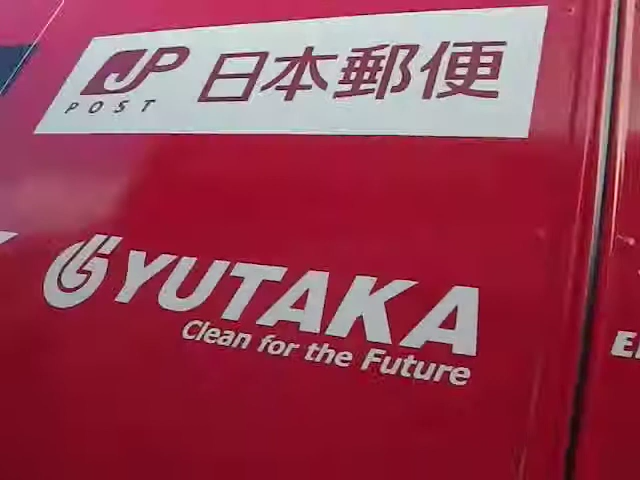 JP 日本郵便
POST
YUTAKA
Clean for the Future